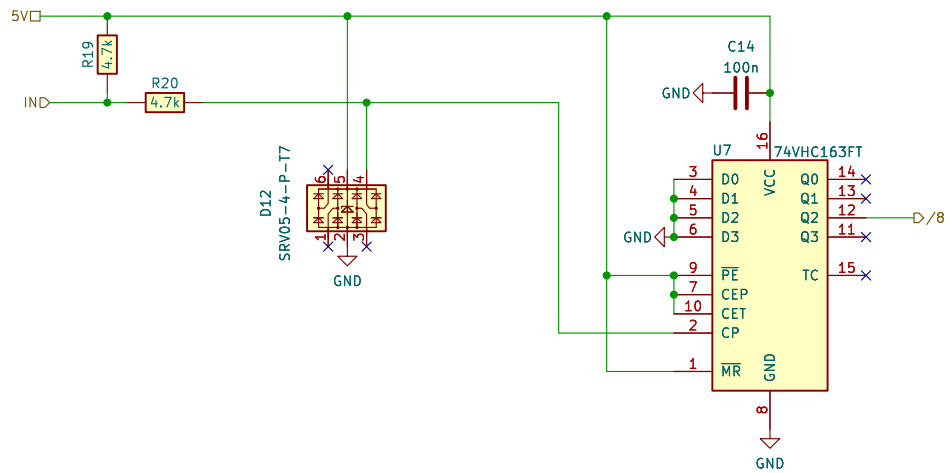 5V
R19
4.7k
IN
R20
4.7k
C14
100n
GND
D12
SRV05-4-P-T7
6
5
4
1
2
3
GND
U7
74VHC163FT
16
VCC
3
D0
Q0
14
4
D1
Q1
13
5
D2
Q2
12
/8
GND
6
D3
Q3
11
9
PE
TC
15
7
CEP
10
CET
2
CP
1
MR
GND
8
GND